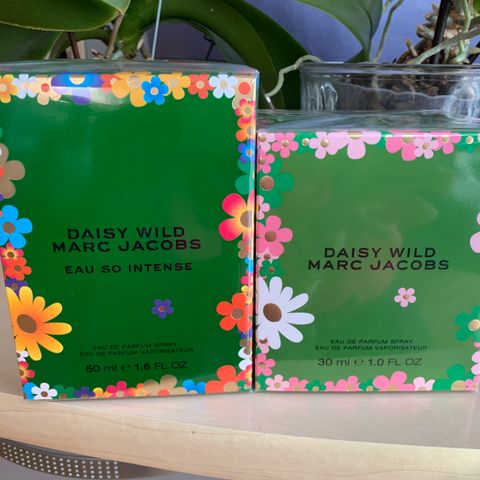 DAISY WILD
MARC JACOBS
EAU SO INTENSE
EAU DE PARFUM SPRAY
EAU DE PARFUM VAPORISATEUR
50 ml e 1.6 FL OZ
DAISY WILD
MARC JACOBS
EAU DE PARFUM SPRAY
EAU DE PARFUM VAPORISATEUR
30 ml e 1.0 FL. OZ